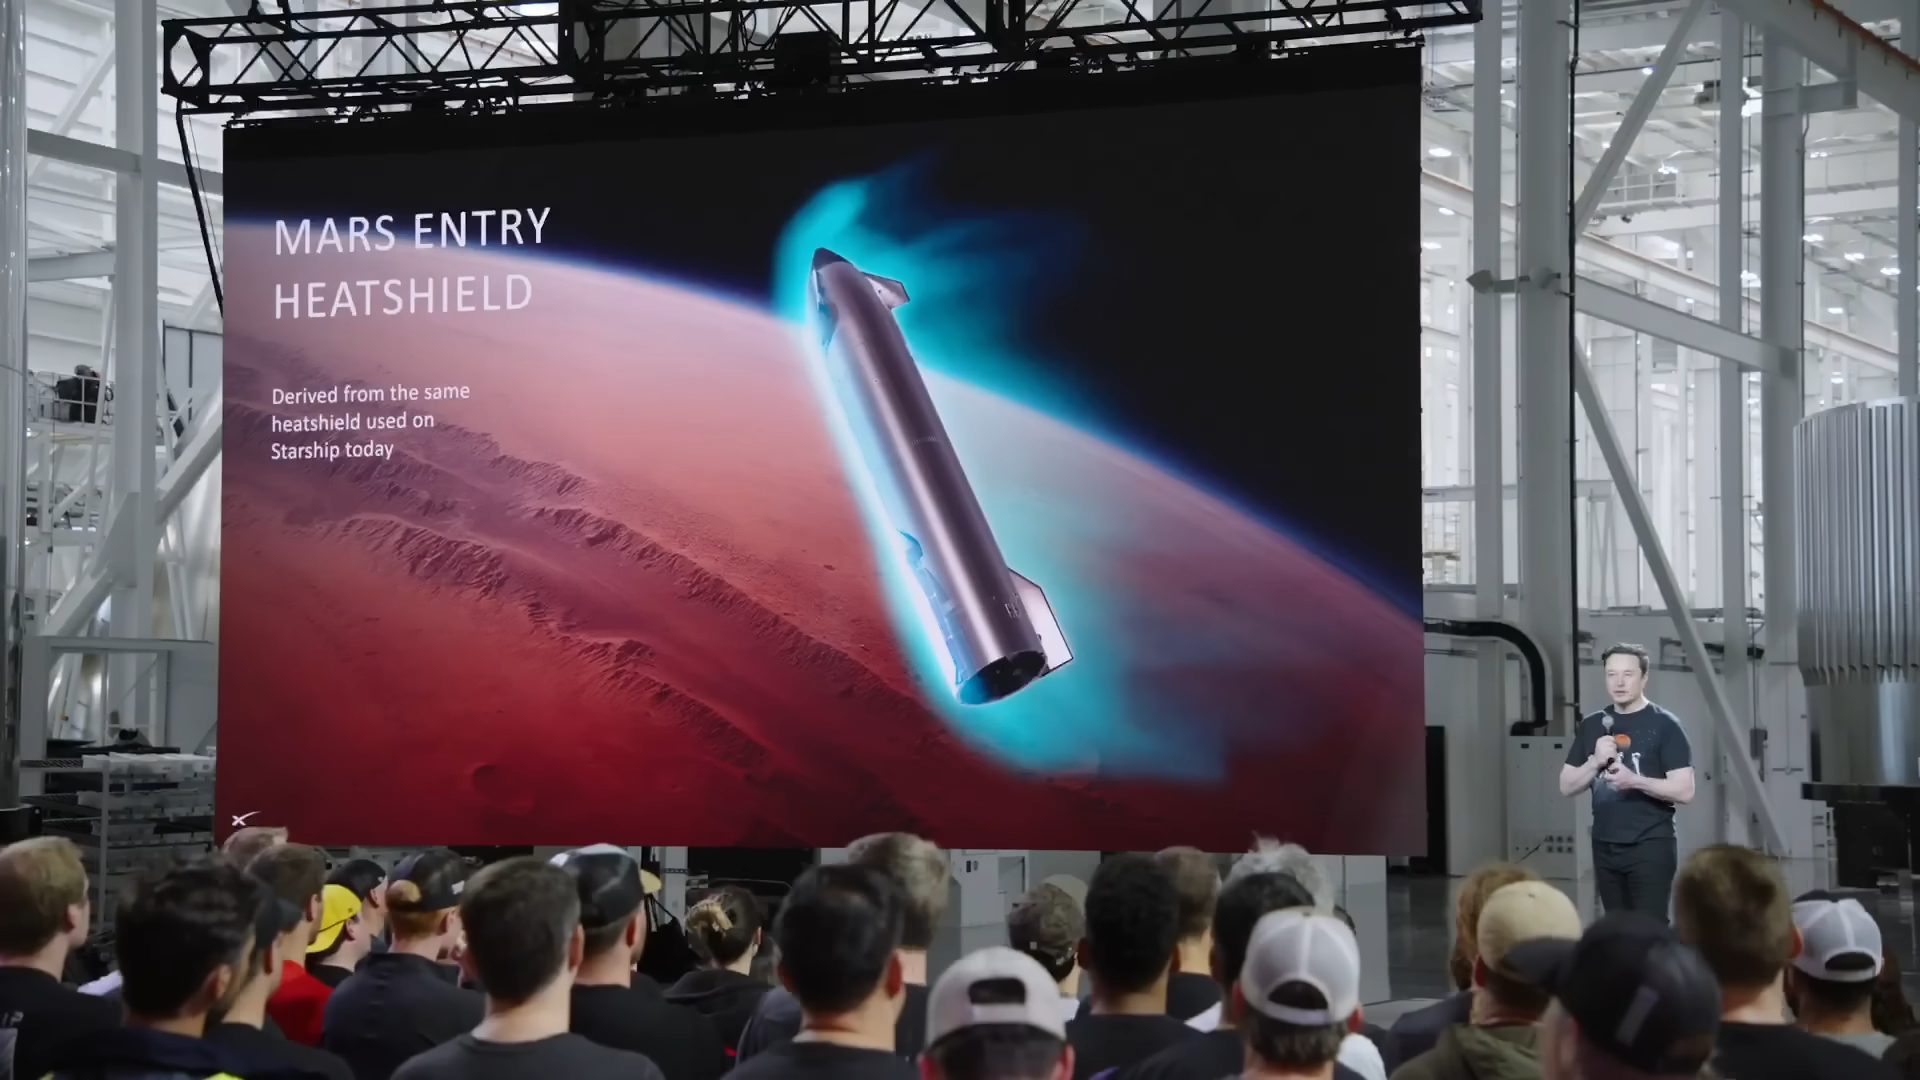 MARS ENTRY
HEATSHIELD
Derived from the same
heatshield used on
Starship today